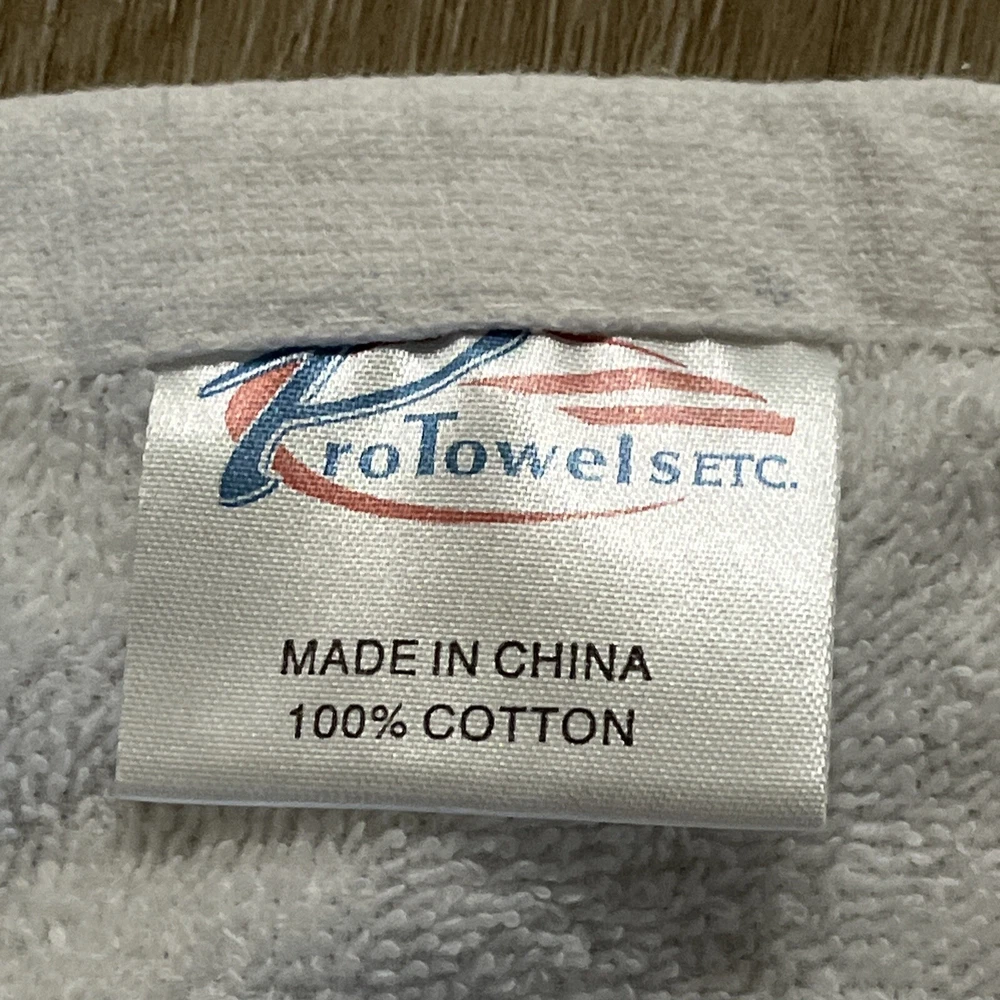 ProTowels ETC.
MADE IN CHINA
100% COTTON